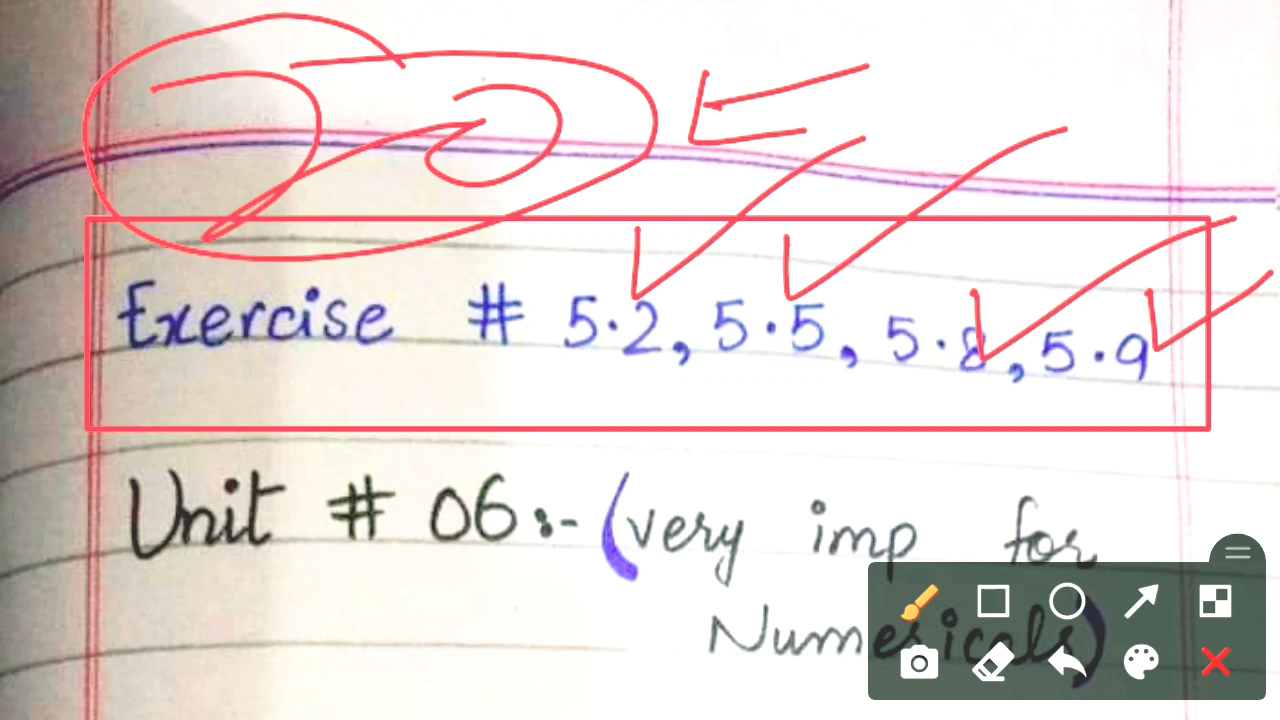 Exercise # 5.2, 5.5, 5.8, 5.9
Unit # 06:- (very imp for
Numericals)